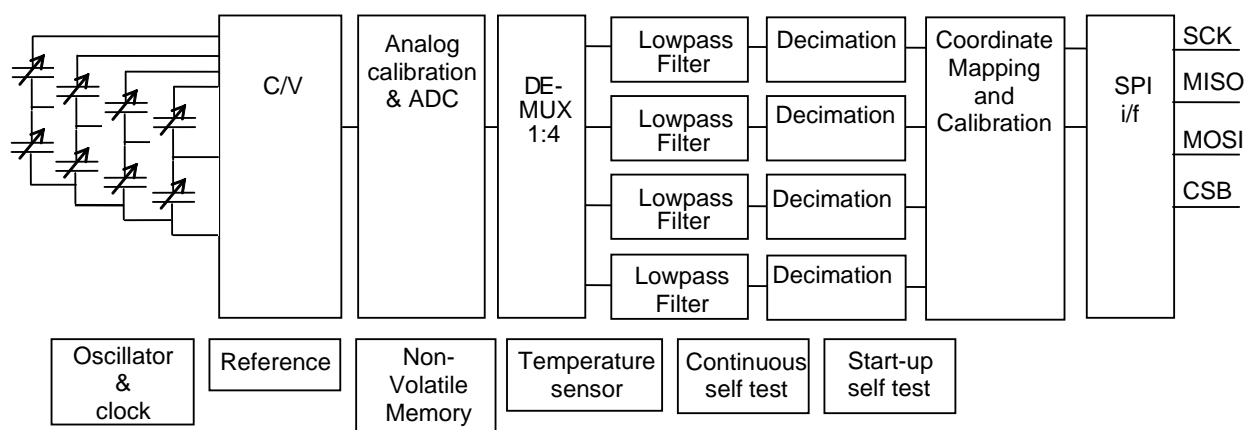 C/V
Analog
calibration
& ADC
DE-
MUX
1:4
Lowpass
Filter
Decimation
Lowpass
Filter
Decimation
Lowpass
Filter
Decimation
Lowpass
Filter
Decimation
Coordinate
Mapping
and
Calibration
SPI
i/f
SCK
MISO
MOSI
CSB
Oscillator
&
clock
Reference
Non-
Volatile
Memory
Temperature
sensor
Continuous
self test
Start-up
self test